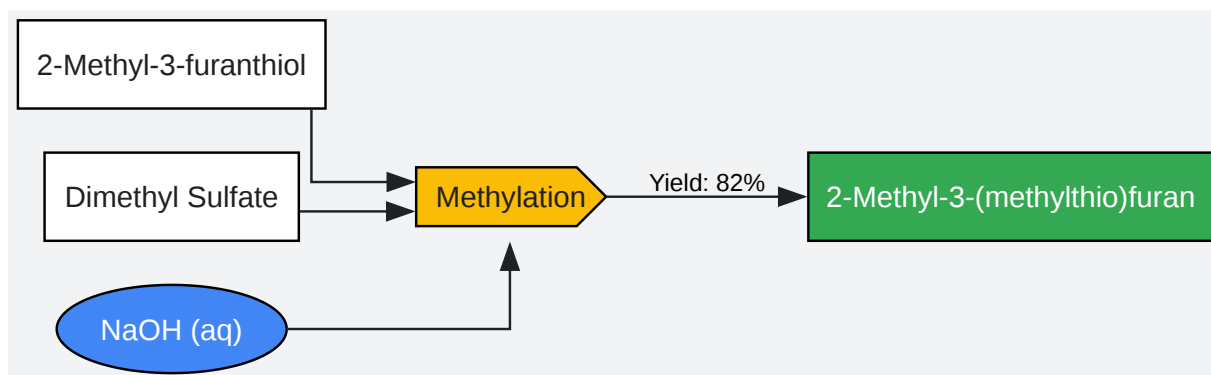 2-Methyl-3-furanthiol
Dimethyl Sulfate
NaOH (aq)
Methylation
Yield: 82%
2-Methyl-3-(methylthio)furan